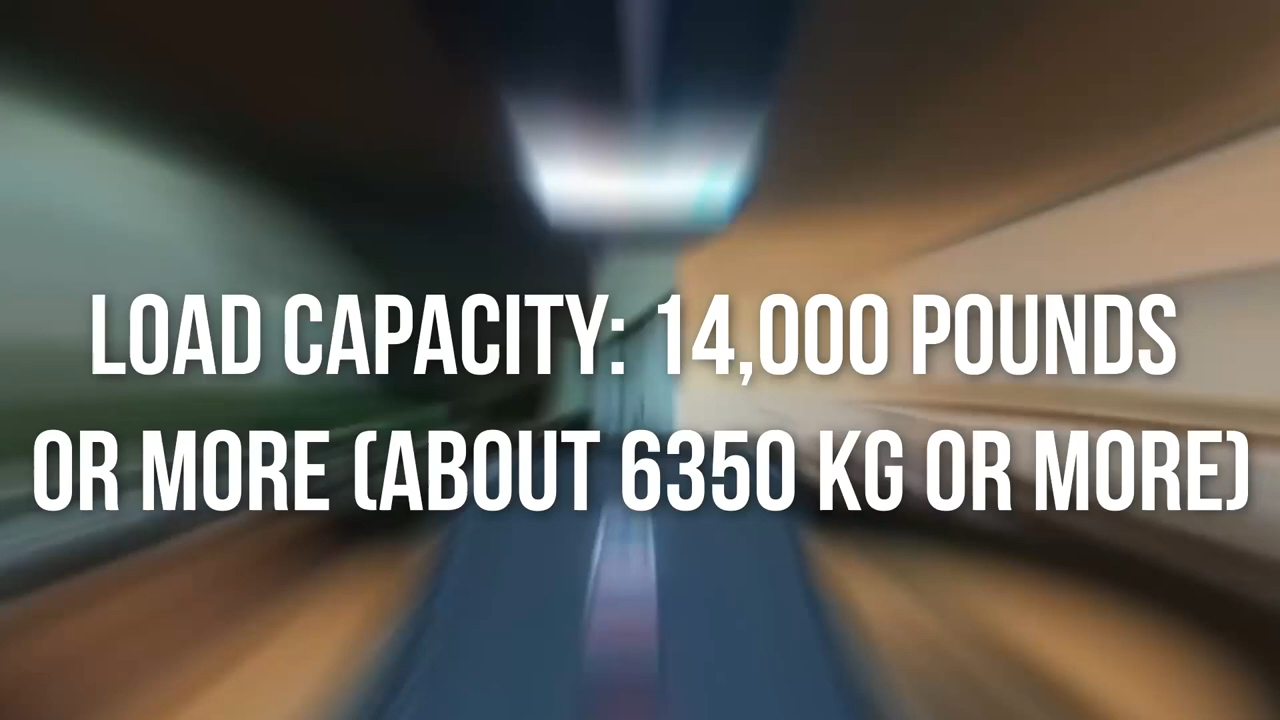 LOAD CAPACITY: 14,000 POUNDS
OR MORE (ABOUT 6350 KG OR MORE)